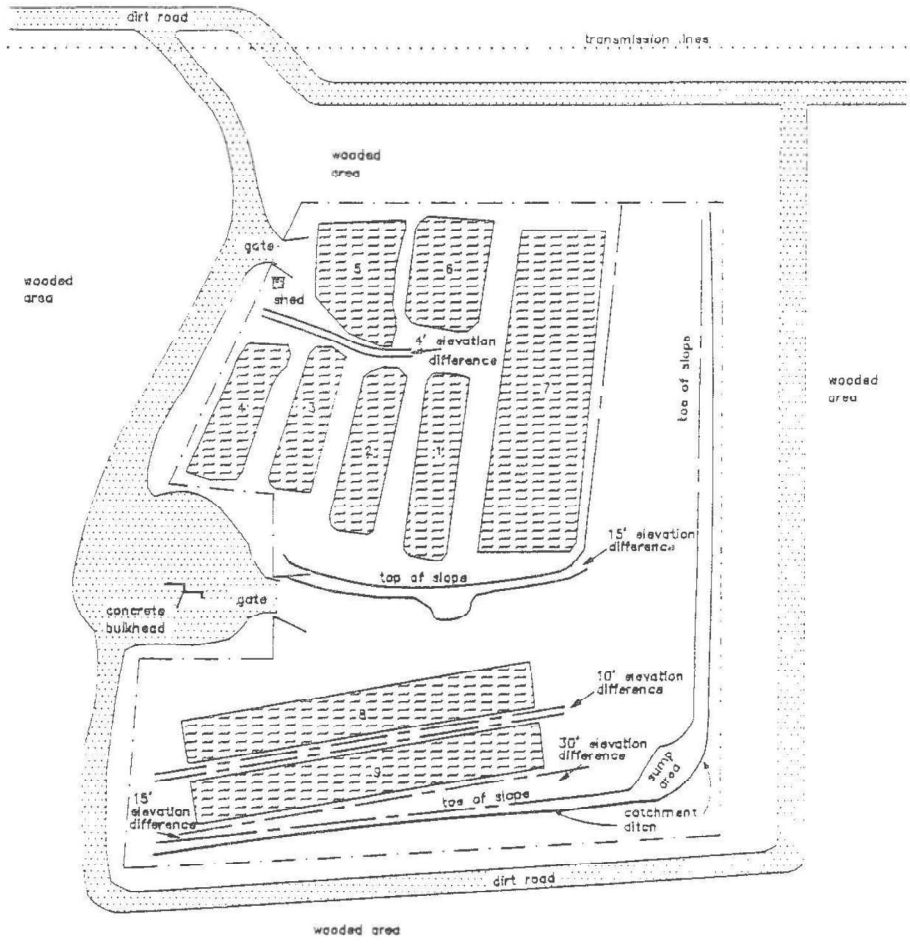 dirt road
transmission lines
wooded
area
gate
5
6
wooded
area
shed
4' elevation
difference
7
toe of slope
wooded
area
4
3
2
1
15' elevation
difference
top of slope
concrete
bulkhead
gate
10' elevation
difference
8
30' elevation
difference
9
sump
area
15'
elevation
difference
toe of slope
catchment
ditch
dirt road
wooded area